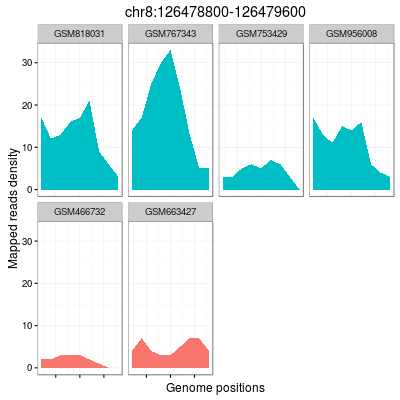 chr8:126478800-126479600
GSM818031 GSM767343 GSM753429 GSM956008
30
20
10
0
GSM466732 GSM663427
30
20
10
0
Mapped reads density
Genome positions